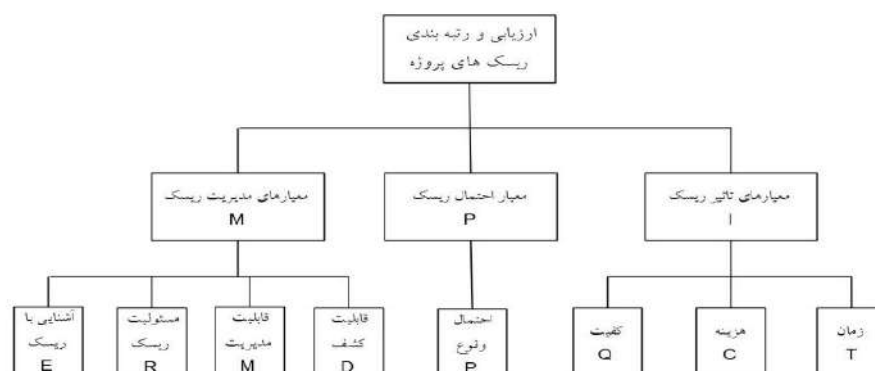 ارزیابی و رتبه بندی
ریسک های پروژه
معیارهای تاثیر ریسک
I
معیار احتمال ریسک
P
معیارهای مدیریت ریسک
M
زمان
T
هزینه
C
کفیت
Q
احتمال
وقوع
P
قابلیت
کشف
D
قابلیت
مدیریت
M
مسئولیت
ریسک
R
آشنایی با
ریسک
E